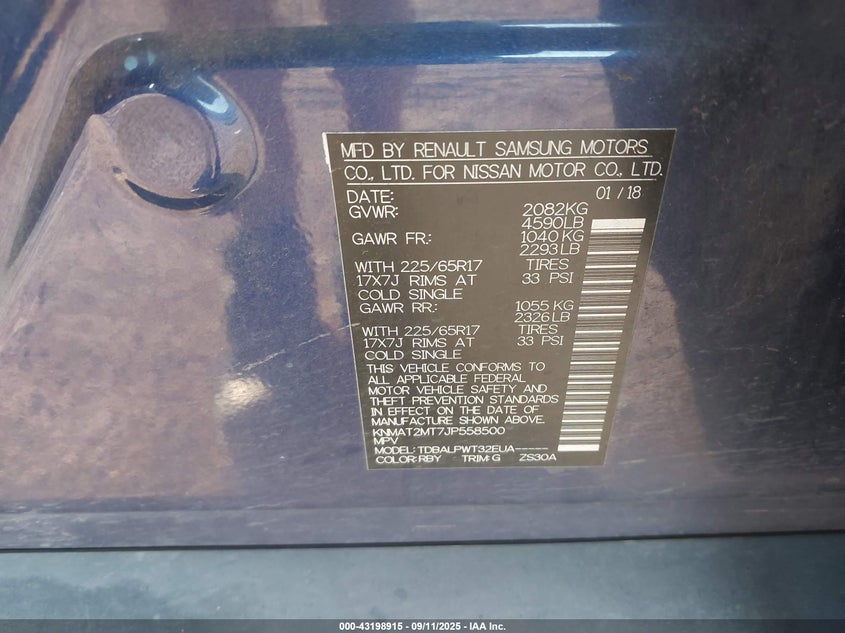 MFD BY RENAULT SAMSUNG MOTORS
CO., LTD. FOR NISSAN MOTOR CO., LTD.
DATE: 01 / 18
GVWR: 2082KG
4590LB
GAWR FR.: 1040 KG
2293 LB
WITH 225/65R17 TIRES
17X7J RIMS AT 33 PSI
COLD SINGLE
GAWR RR.: 1055 KG
2326 LB
WITH 225/65R17 TIRES
17X7J RIMS AT 33 PSI
COLD SINGLE
THIS VEHICLE CONFORMS TO
ALL APPLICABLE FEDERAL
MOTOR VEHICLE SAFETY AND
THEFT PREVENTION STANDARDS
IN EFFECT ON THE DATE OF
MANUFACTURE SHOWN ABOVE.
KNMAT2MT7JP558500
MPV
MODEL: TDBALPWT32EUA-----
COLOR: RBY TRIM: G ZS30A
000-43198915 - 09/11/2025 - IAA Inc.